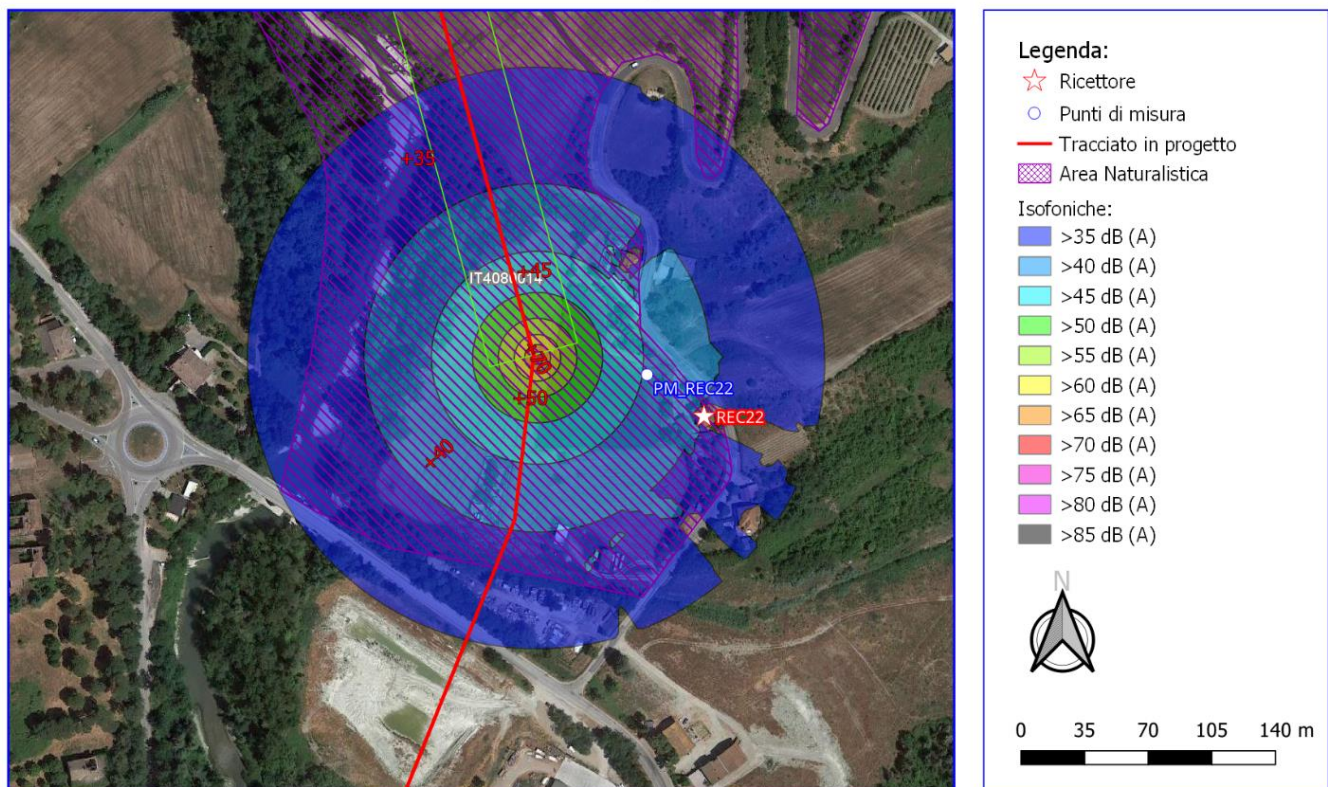 +35
+45
IT4080014
PM_REC22
+50
REC22
+40
Legenda:
Ricettore
Punti di misura
Tracciato in progetto
Area Naturalistica
Isofoniche:
>35 dB (A)
>40 dB (A)
>45 dB (A)
>50 dB (A)
>55 dB (A)
>60 dB (A)
>65 dB (A)
>70 dB (A)
>75 dB (A)
>80 dB (A)
>85 dB (A)
N
0 35 70 105 140 m